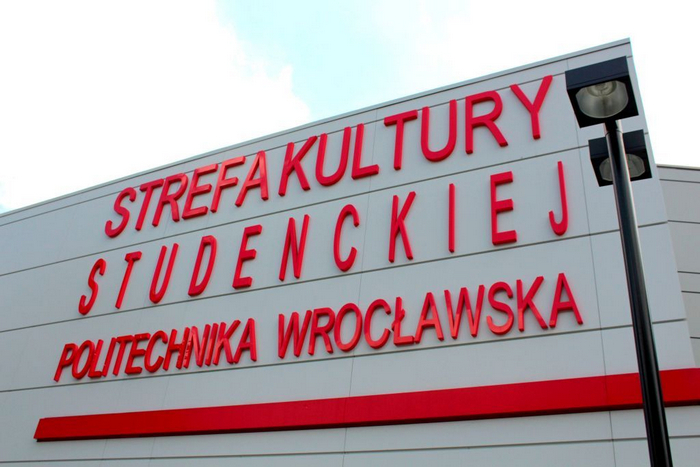 STREFA KULTURY
STUDENCKIEJ
POLITECHNIKA WROCŁAWSKA